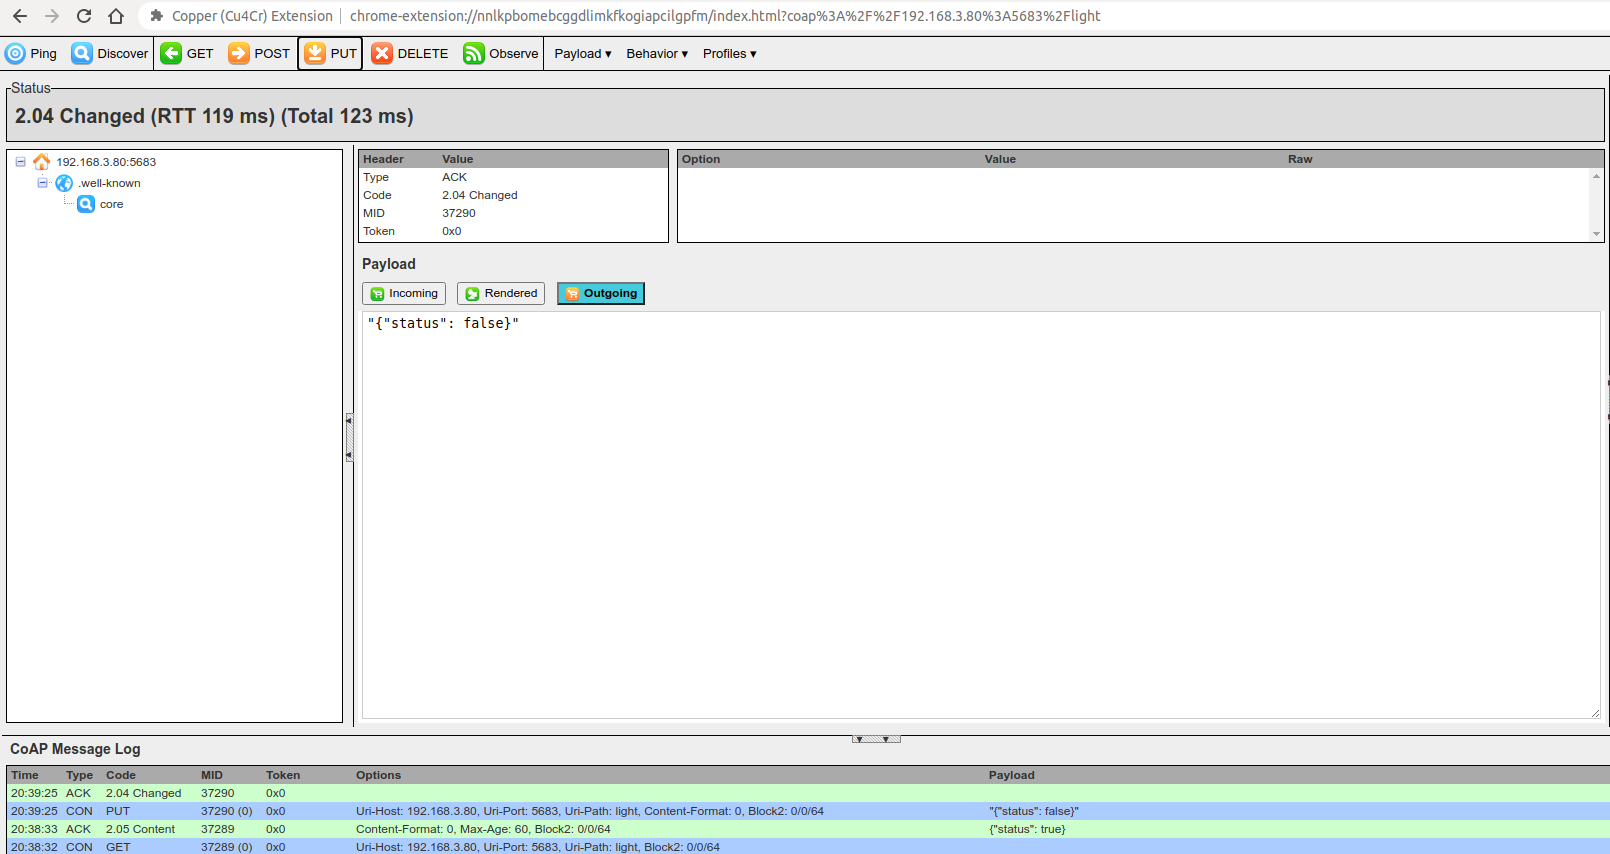 Copper (Cu4Cr) Extension | chrome-extension://nnlkpbomebcggdlimkfkogiapcilgpfm/index.html?coap%3A%2F%2F192.168.3.80%3A5683%2Flight
Ping Discover GET POST PUT DELETE Observe Payload ▾ Behavior ▾ Profiles ▾
Status
2.04 Changed (RTT 119 ms) (Total 123 ms)
192.168.3.80:5683
.well-known
core
Header Value
Type ACK
Code 2.04 Changed
MID 37290
Token 0x0
Option Value Raw
Payload
Incoming Rendered Outgoing
"{"status": false}"
CoAP Message Log
Time Type Code MID Token Options Payload
20:39:25 ACK 2.04 Changed 37290 0x0
20:39:25 CON PUT 37290 (0) 0x0 Uri-Host: 192.168.3.80, Uri-Port: 5683, Uri-Path: light, Content-Format: 0, Block2: 0/0/64 "{"status": false}"
20:38:33 ACK 2.05 Content 37289 0x0 Content-Format: 0, Max-Age: 60, Block2: 0/0/64 {"status": true}
20:38:32 CON GET 37289 (0) 0x0 Uri-Host: 192.168.3.80, Uri-Port: 5683, Uri-Path: light, Block2: 0/0/64